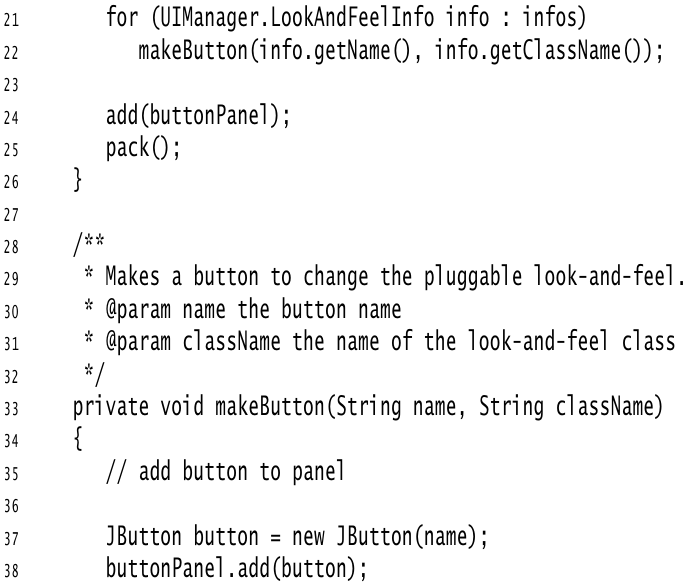 21 for (UIManager.LookAndFeelInfo info : infos)
22 makeButton(info.getName(), info.getClassName());
23
24 add(buttonPanel);
25 pack();
26 }
27
28 /**
29 * Makes a button to change the pluggable look-and-feel.
30 * @param name the button name
31 * @param className the name of the look-and-feel class
32 */
33 private void makeButton(String name, String className)
34 {
35 // add button to panel
36
37 JButton button = new JButton(name);
38 buttonPanel.add(button);